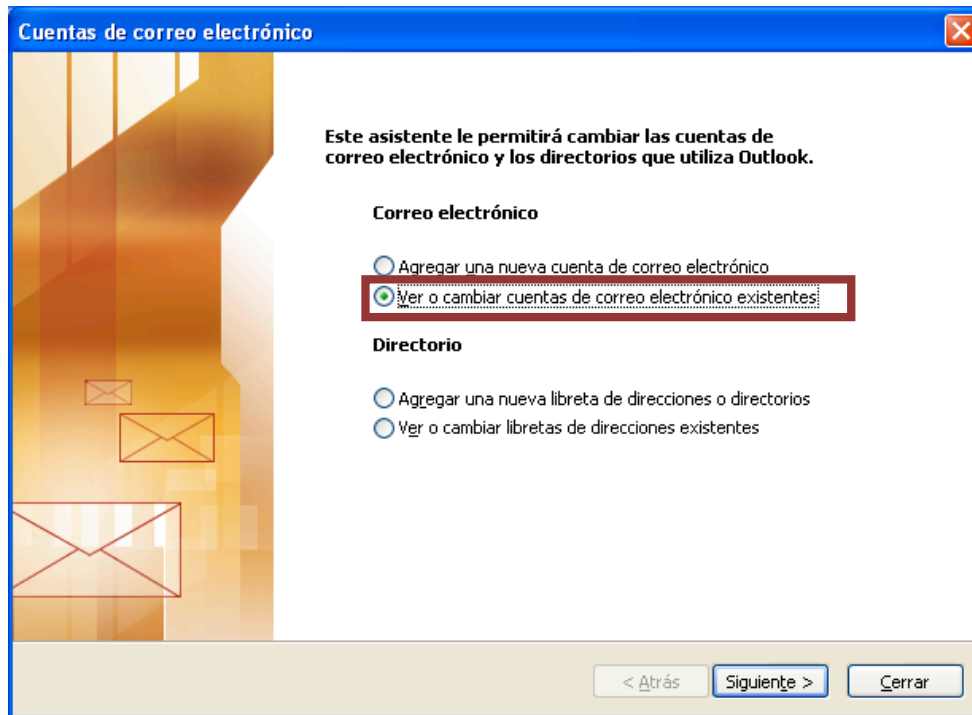 Cuentas de correo electrónico
Este asistente le permitirá cambiar las cuentas de
correo electrónico y los directorios que utiliza Outlook.
Correo electrónico
Agregar una nueva cuenta de correo electrónico
Ver o cambiar cuentas de correo electrónico existentes
Directorio
Agregar una nueva libreta de direcciones o directorios
Ver o cambiar libretas de direcciones existentes
< Atrás   Siguiente >   Cerrar